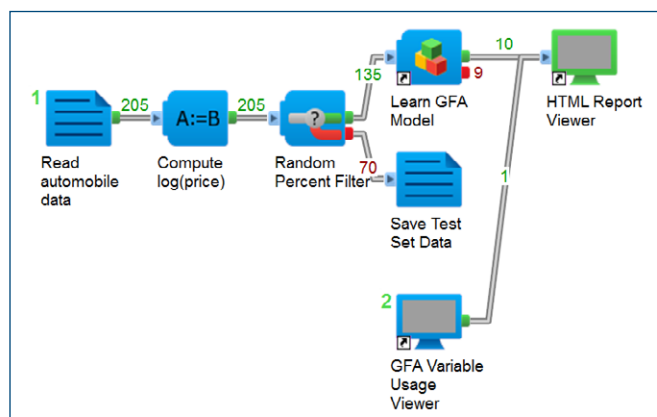 135
10
9
1
205
A:=B
205
?
Learn GFA
Model
HTML Report
Viewer
Read
automobile
data
Compute
log(price)
Random
Percent Filter
70
1
Save Test
Set Data
2
GFA Variable
Usage
Viewer